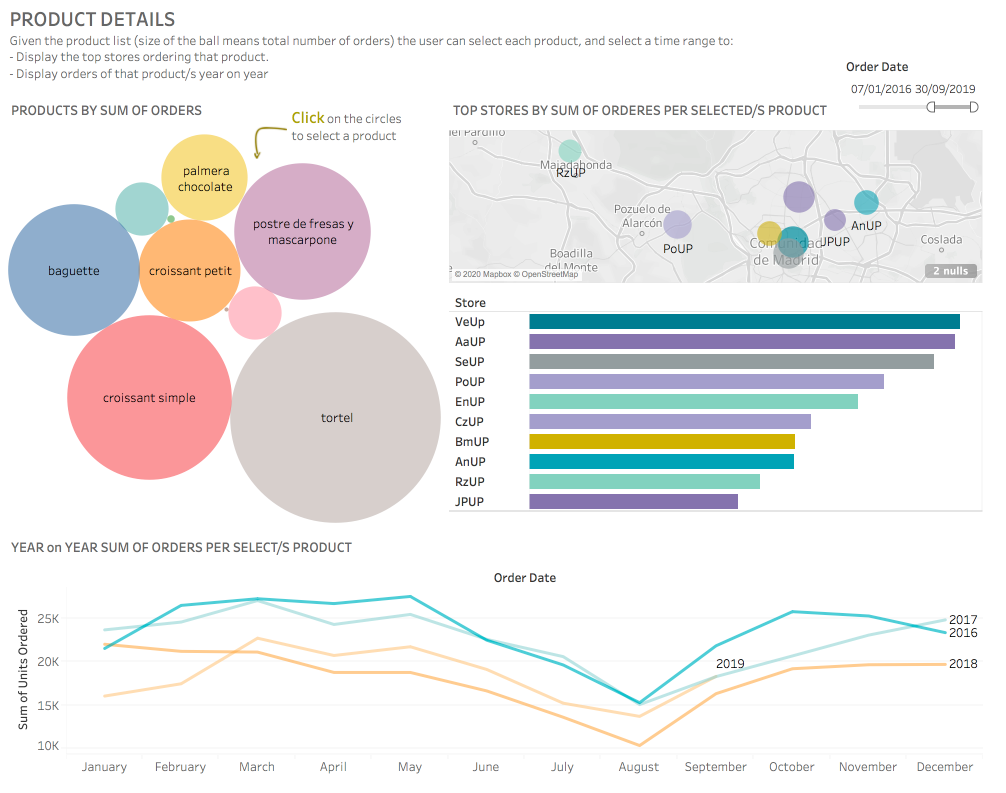 PRODUCT DETAILS
Given the product list (size of the ball means total number of orders) the user can select each product, and select a time range to:
- Display the top stores ordering that product.
- Display orders of that product/s year on year
Order Date
07/01/2016 30/09/2019
PRODUCTS BY SUM OF ORDERS
Click on the circles
to select a product
palmera
chocolate
postre de fresas y
mascarpone
baguette
croissant petit
croissant simple
tortel
TOP STORES BY SUM OF ORDERES PER SELECTED/S PRODUCT
el Pardillo
Majadahonda
RzUP
Pozuelo de
Alarcón
PoUP
AnUP
JPUP
Comunidad
de Madrid
Coslada
Boadilla
del Monte
© 2020 Mapbox © OpenStreetMap
2 nulls
Store
VeUp
AaUP
SeUP
PoUP
EnUP
CzUP
BmUP
AnUP
RzUP
JPUP
YEAR on YEAR SUM OF ORDERS PER SELECT/S PRODUCT
Order Date
Sum of Units Ordered
25K
20K
15K
10K
2017
2016
2019
2018
January February March April May June July August September October November December